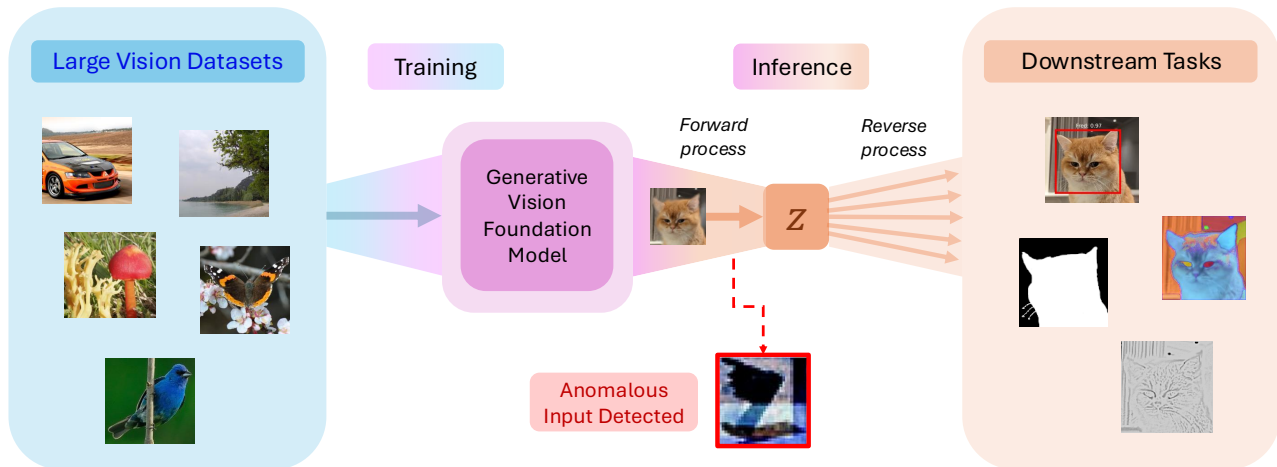 Large Vision Datasets
Training
Inference
Downstream Tasks
Forward
process
Reverse
process
Generative
Vision
Foundation
Model
Z
Anomalous
Input Detected